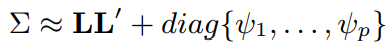 Σ ≈ LL′ + diag{ψ₁, …, ψₚ}